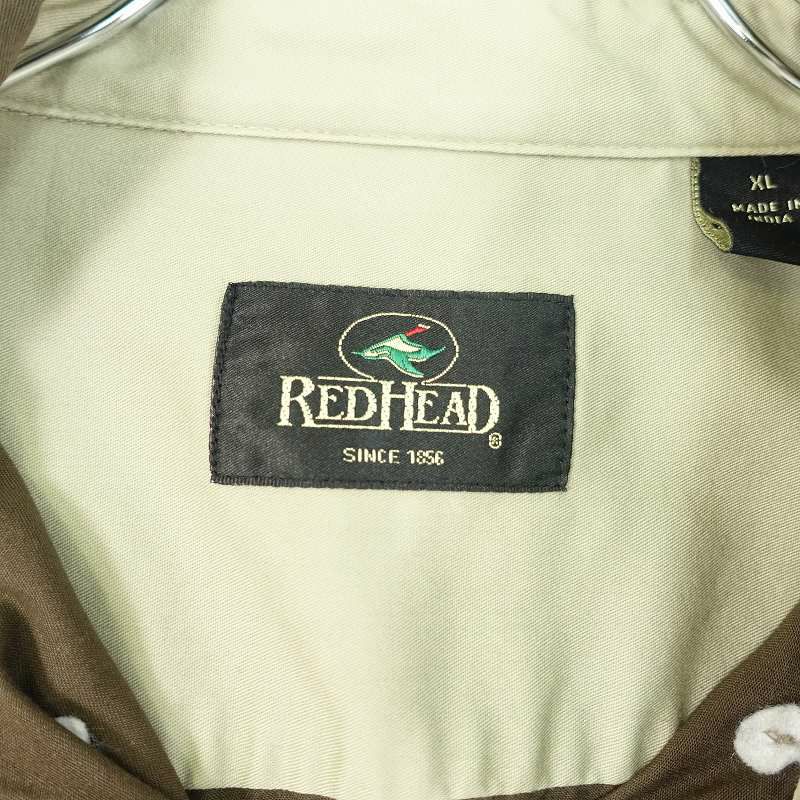 XL
MADE IN
INDIA
REDHEAD®
SINCE 1856